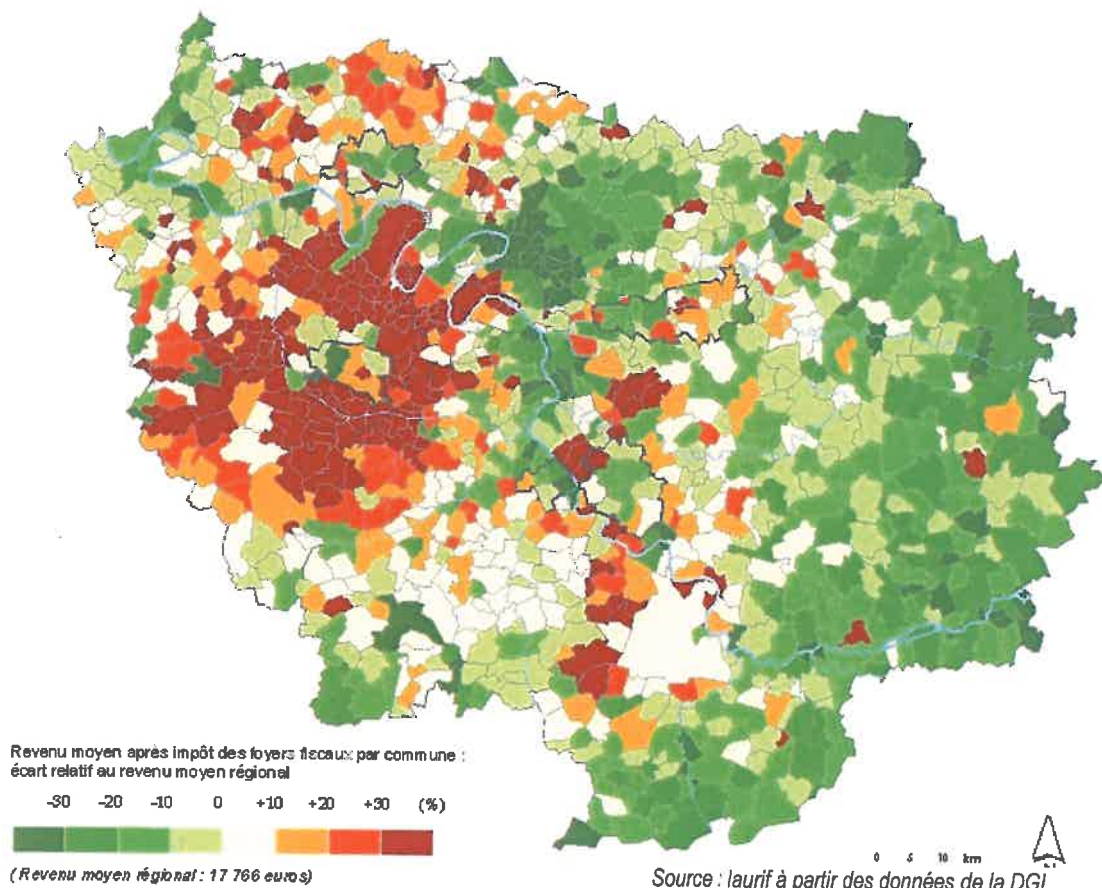 Revenu moyen après impôt des foyers fiscaux par commune :
écart relatif au revenu moyen régional
-30 -20 -10 0 +10 +20 +30 (%)
(Revenu moyen régional : 17 766 euros)
0 5 10 km
Source : Iaurif à partir des données de la DGI